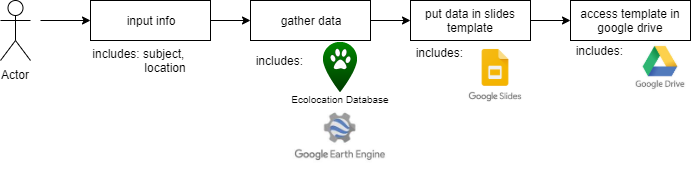 input info
gather data
put data in slides
template
access template in
google drive
Actor
includes: subject,
location
includes:
Ecolocation Database
Google Earth Engine
includes:
Google Slides
includes:
Google Drive